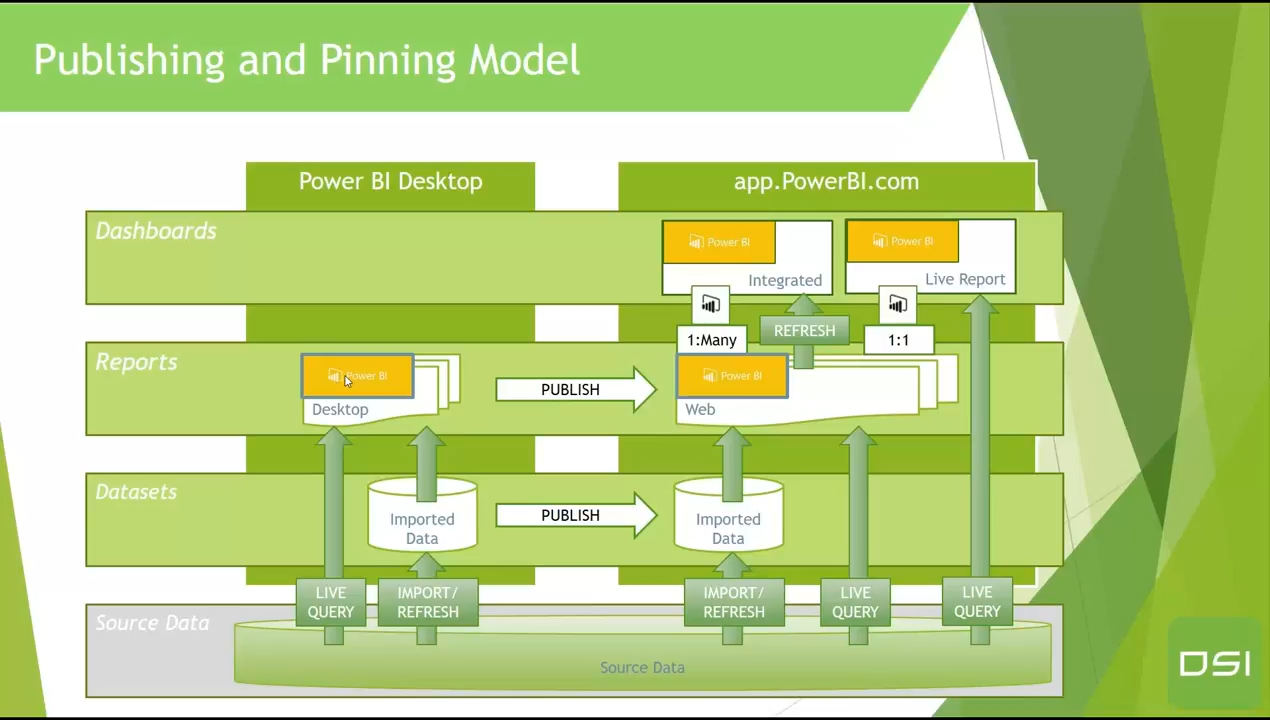 Publishing and Pinning Model
Power BI Desktop
app.PowerBI.com
Dashboards
Power BI
Power BI
Integrated
Live Report
REFRESH
1:Many
1:1
Reports
Power BI
Desktop
PUBLISH
Power BI
Web
Datasets
Imported
Data
PUBLISH
Imported
Data
LIVE
QUERY
IMPORT/
REFRESH
IMPORT/
REFRESH
LIVE
QUERY
LIVE
QUERY
Source Data
Source Data
DSI